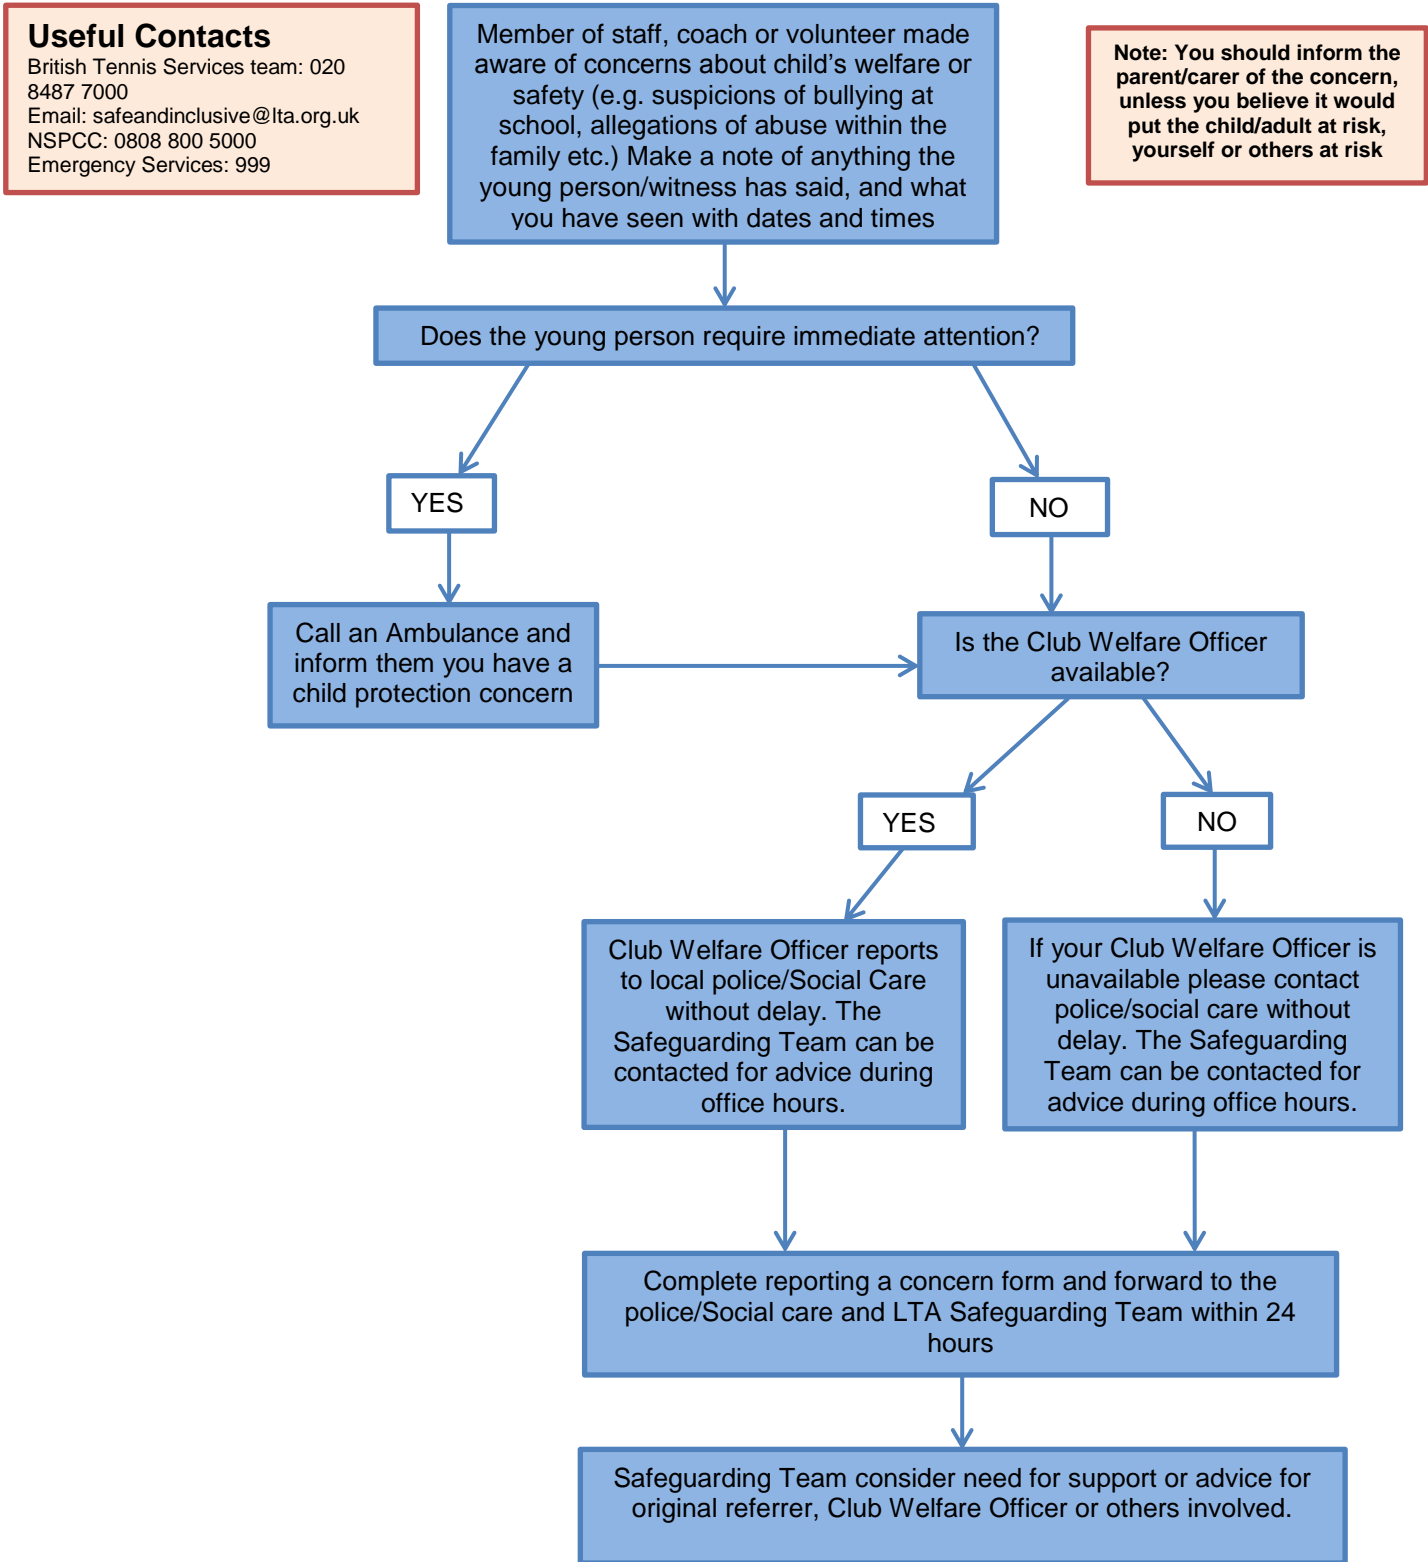 Useful Contacts
British Tennis Services team: 020
8487 7000
Email: safeandinclusive@lta.org.uk
NSPCC: 0808 800 5000
Emergency Services: 999
Member of staff, coach or volunteer made
aware of concerns about child’s welfare or
safety (e.g. suspicions of bullying at
school, allegations of abuse within the
family etc.) Make a note of anything the
young person/witness has said, and what
you have seen with dates and times
Note: You should inform the
parent/carer of the concern,
unless you believe it would
put the child/adult at risk,
yourself or others at risk
Does the young person require immediate attention?
YES
NO
Call an Ambulance and
inform them you have a
child protection concern
Is the Club Welfare Officer
available?
YES
NO
Club Welfare Officer reports
to local police/Social Care
without delay. The
Safeguarding Team can be
contacted for advice during
office hours.
If your Club Welfare Officer is
unavailable please contact
police/social care without
delay. The Safeguarding
Team can be contacted for
advice during office hours.
Complete reporting a concern form and forward to the
police/Social care and LTA Safeguarding Team within 24
hours
Safeguarding Team consider need for support or advice for
original referrer, Club Welfare Officer or others involved.